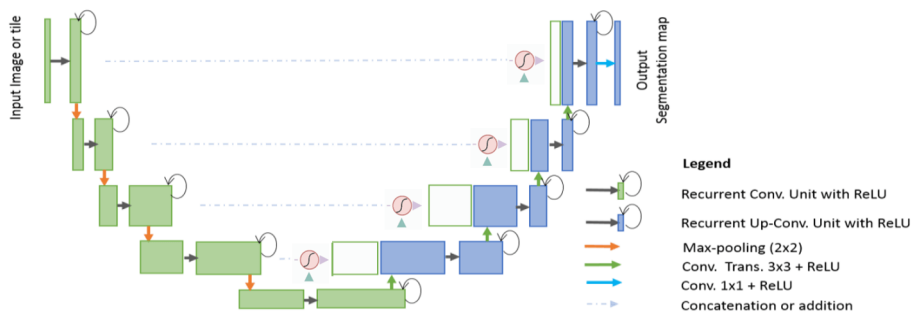 Input Image or tile
Output
Segmentation map
Legend
Recurrent Conv. Unit with ReLU
Recurrent Up-Conv. Unit with ReLU
Max-pooling (2x2)
Conv. Trans. 3x3 + ReLU
Conv. 1x1 + ReLU
Concatenation or addition